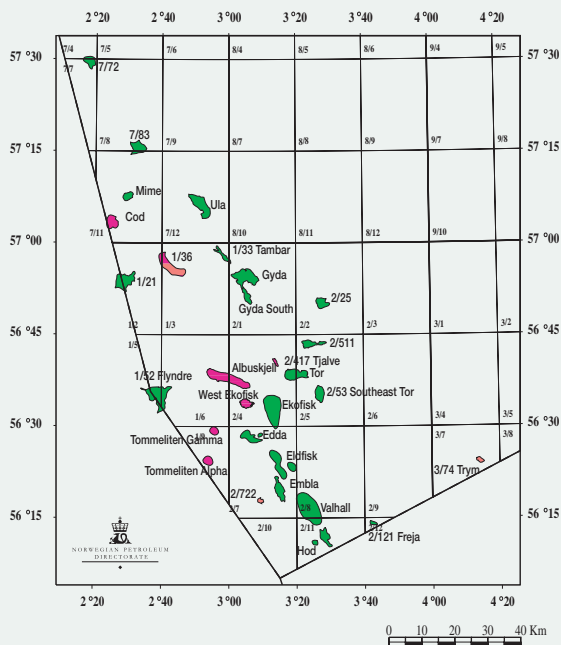 2 °20' 2 °40' 3 °00' 3 °20' 3 °40' 4 °00' 4 °20'
7/4 7/5 7/6 8/4 8/5 8/6 9/4 9/5
57 °30' 57 °30'
7/7 7/72
7/83
7/8 7/9 8/7 8/8 8/9 9/7 9/8
57 °15' 57 °15'
Mime
Ula
Cod
7/11 7/12 8/10 8/11 8/12 9/10
57 °00' 57 °00'
1/33 Tambar
1/36
Gyda
1/21
2/25
Gyda South
1/2 1/3 2/1 2/2 2/3 3/1 3/2
56 °45' 56 °45'
1/5
2/511
2/417 Tjalve
Albuskjell
Tor
1/52 Flyndre
West Ekofisk
2/53 Southeast Tor
Ekofisk
1/6 2/4 2/5 2/6 3/4 3/5
56 °30' 56 °30'
1/9
Tommeliten Gamma
Edda
3/7 3/8
Eldfisk
Tommeliten Alpha
3/74 Trym
Embla
2/722
2/7 2/8 Valhall 2/9
56 °15' 56 °15'
2/10 2/11 2/12
2/121 Freja
Hod
NORWEGIAN PETROLEUM
DIRECTORATE
2 °20' 2 °40' 3 °00' 3 °20' 3 °40' 4 °00' 4 °20'
0 10 20 30 40 Km